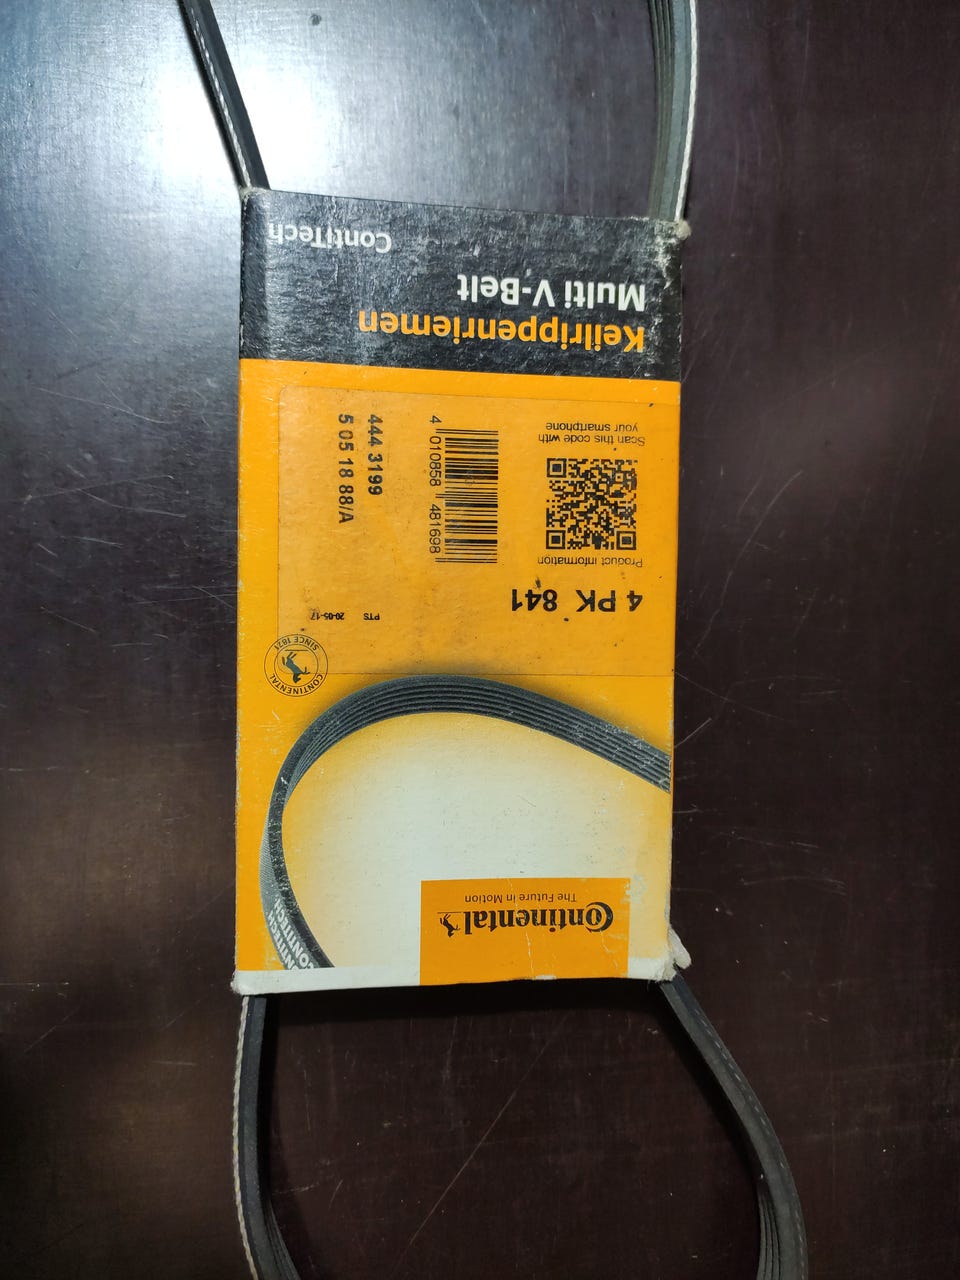 Continental
The Future in Motion
CONTITECH
CONTINENTAL
SINCE 1871
4 PK 841
PTS 20-05-17
Product information
Scan this code with
your smartphone
4 010858 481698
444 3199
5 05 18 88/A
Keilrippenriemen
Multi V-Belt
ContiTech